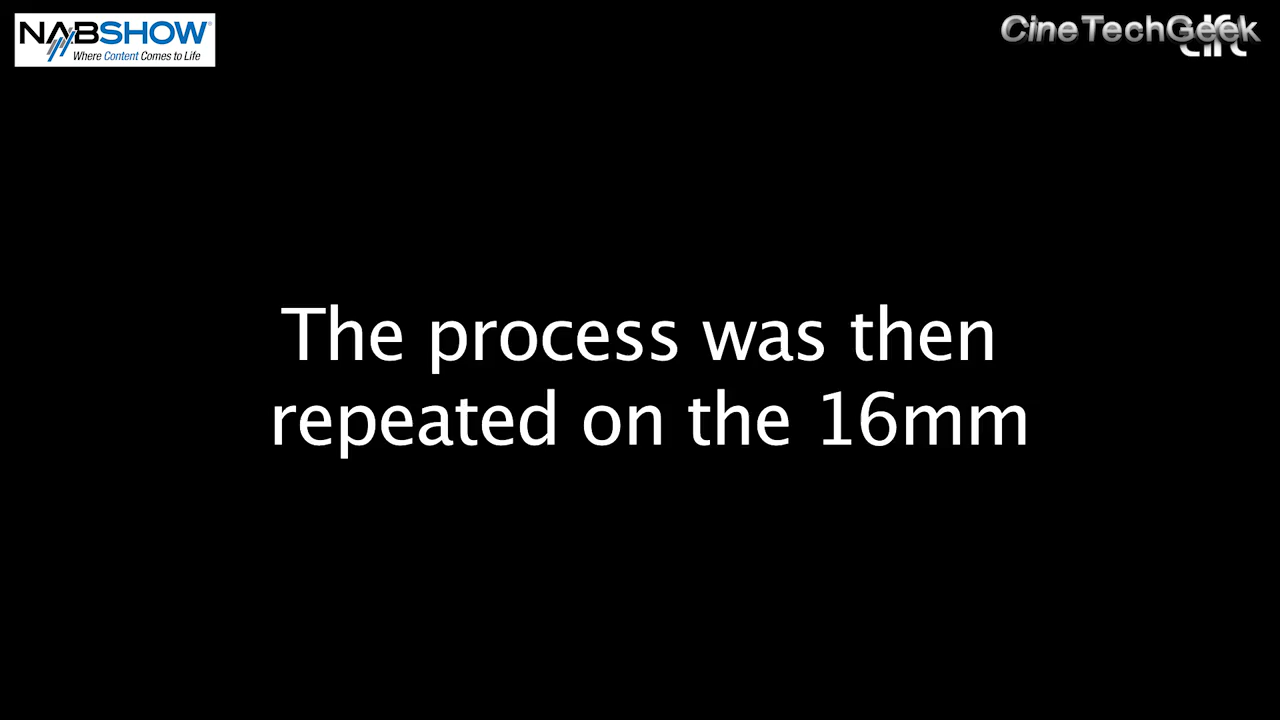 NABSHOW
Where Content Comes to Life
CineTechGeek
The process was then
repeated on the 16mm